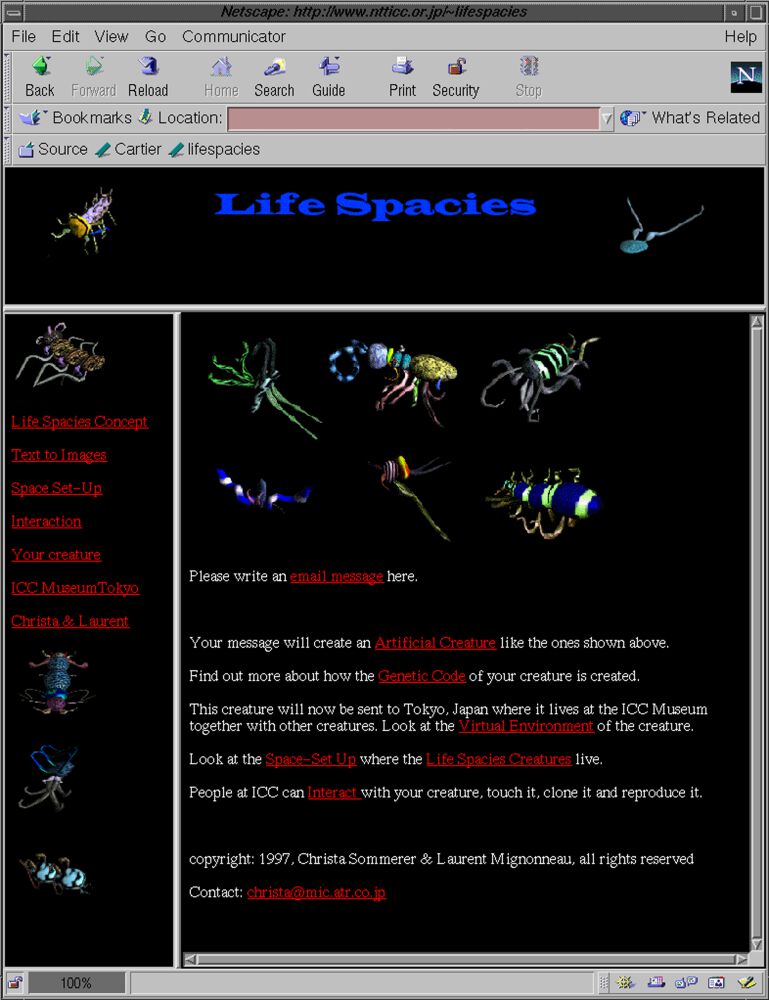 Netscape: http://www.ntticc.or.jp/~lifespacies
File Edit View Go Communicator Help
Back Forward Reload Home Search Guide Print Security Stop
N
Bookmarks Location: What's Related
Source Cartier lifespacies
Life Spacies
Life Spacies Concept
Text to Images
Space Set-Up
Interaction
Your creature
ICC MuseumTokyo
Christa & Laurent
Please write an email message here.
Your message will create an Artificial Creature like the ones shown above.
Find out more about how the Genetic Code of your creature is created.
This creature will now be sent to Tokyo, Japan where it lives at the ICC Museum
together with other creatures. Look at the Virtual Environment of the creature.
Look at the Space-Set Up where the Life Spacies Creatures live.
People at ICC can Interact with your creature, touch it, clone it and reproduce it.
copyright: 1997, Christa Sommerer & Laurent Mignonneau, all rights reserved
Contact: christa@mic.atr.co.jp
100%